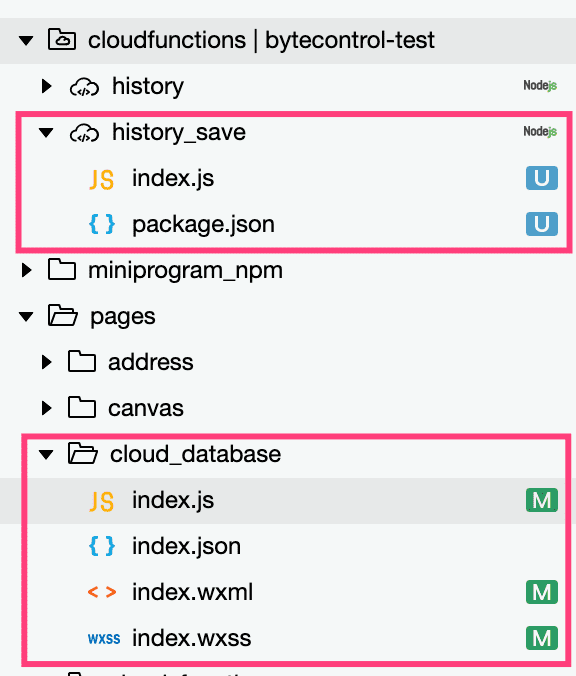 cloudfunctions | bytecontrol-test
history Nodejs
history_save Nodejs
JS index.js U
{ } package.json U
miniprogram_npm
pages
address
canvas
cloud_database
JS index.js M
{ } index.json
< > index.wxml M
wxss index.wxss M